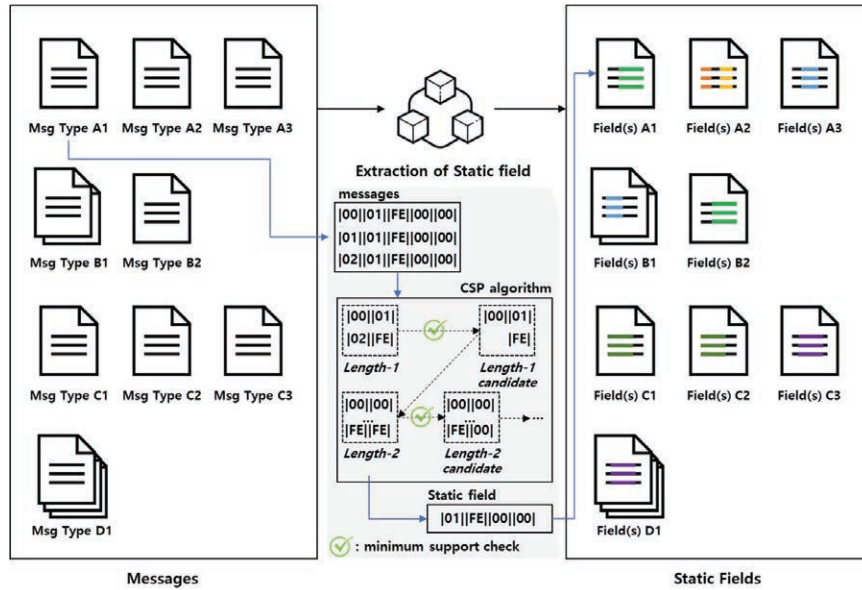 Msg Type A1 Msg Type A2 Msg Type A3
Msg Type B1 Msg Type B2
Msg Type C1 Msg Type C2 Msg Type C3
Msg Type D1
Messages
Extraction of Static field
messages
|00||01||FE||00||00|
|01||01||FE||00||00|
|02||01||FE||00||00|
CSP algorithm
|00||01|
|02||FE|
Length-1
|00||01|
|FE|
Length-1
candidate
|00||00|
...
|FE||FE|
Length-2
|00||00|
...
|FE||00|
Length-2
candidate
...
Static field
|01||FE||00||00|
: minimum support check
Field(s) A1 Field(s) A2 Field(s) A3
Field(s) B1 Field(s) B2
Field(s) C1 Field(s) C2 Field(s) C3
Field(s) D1
Static Fields